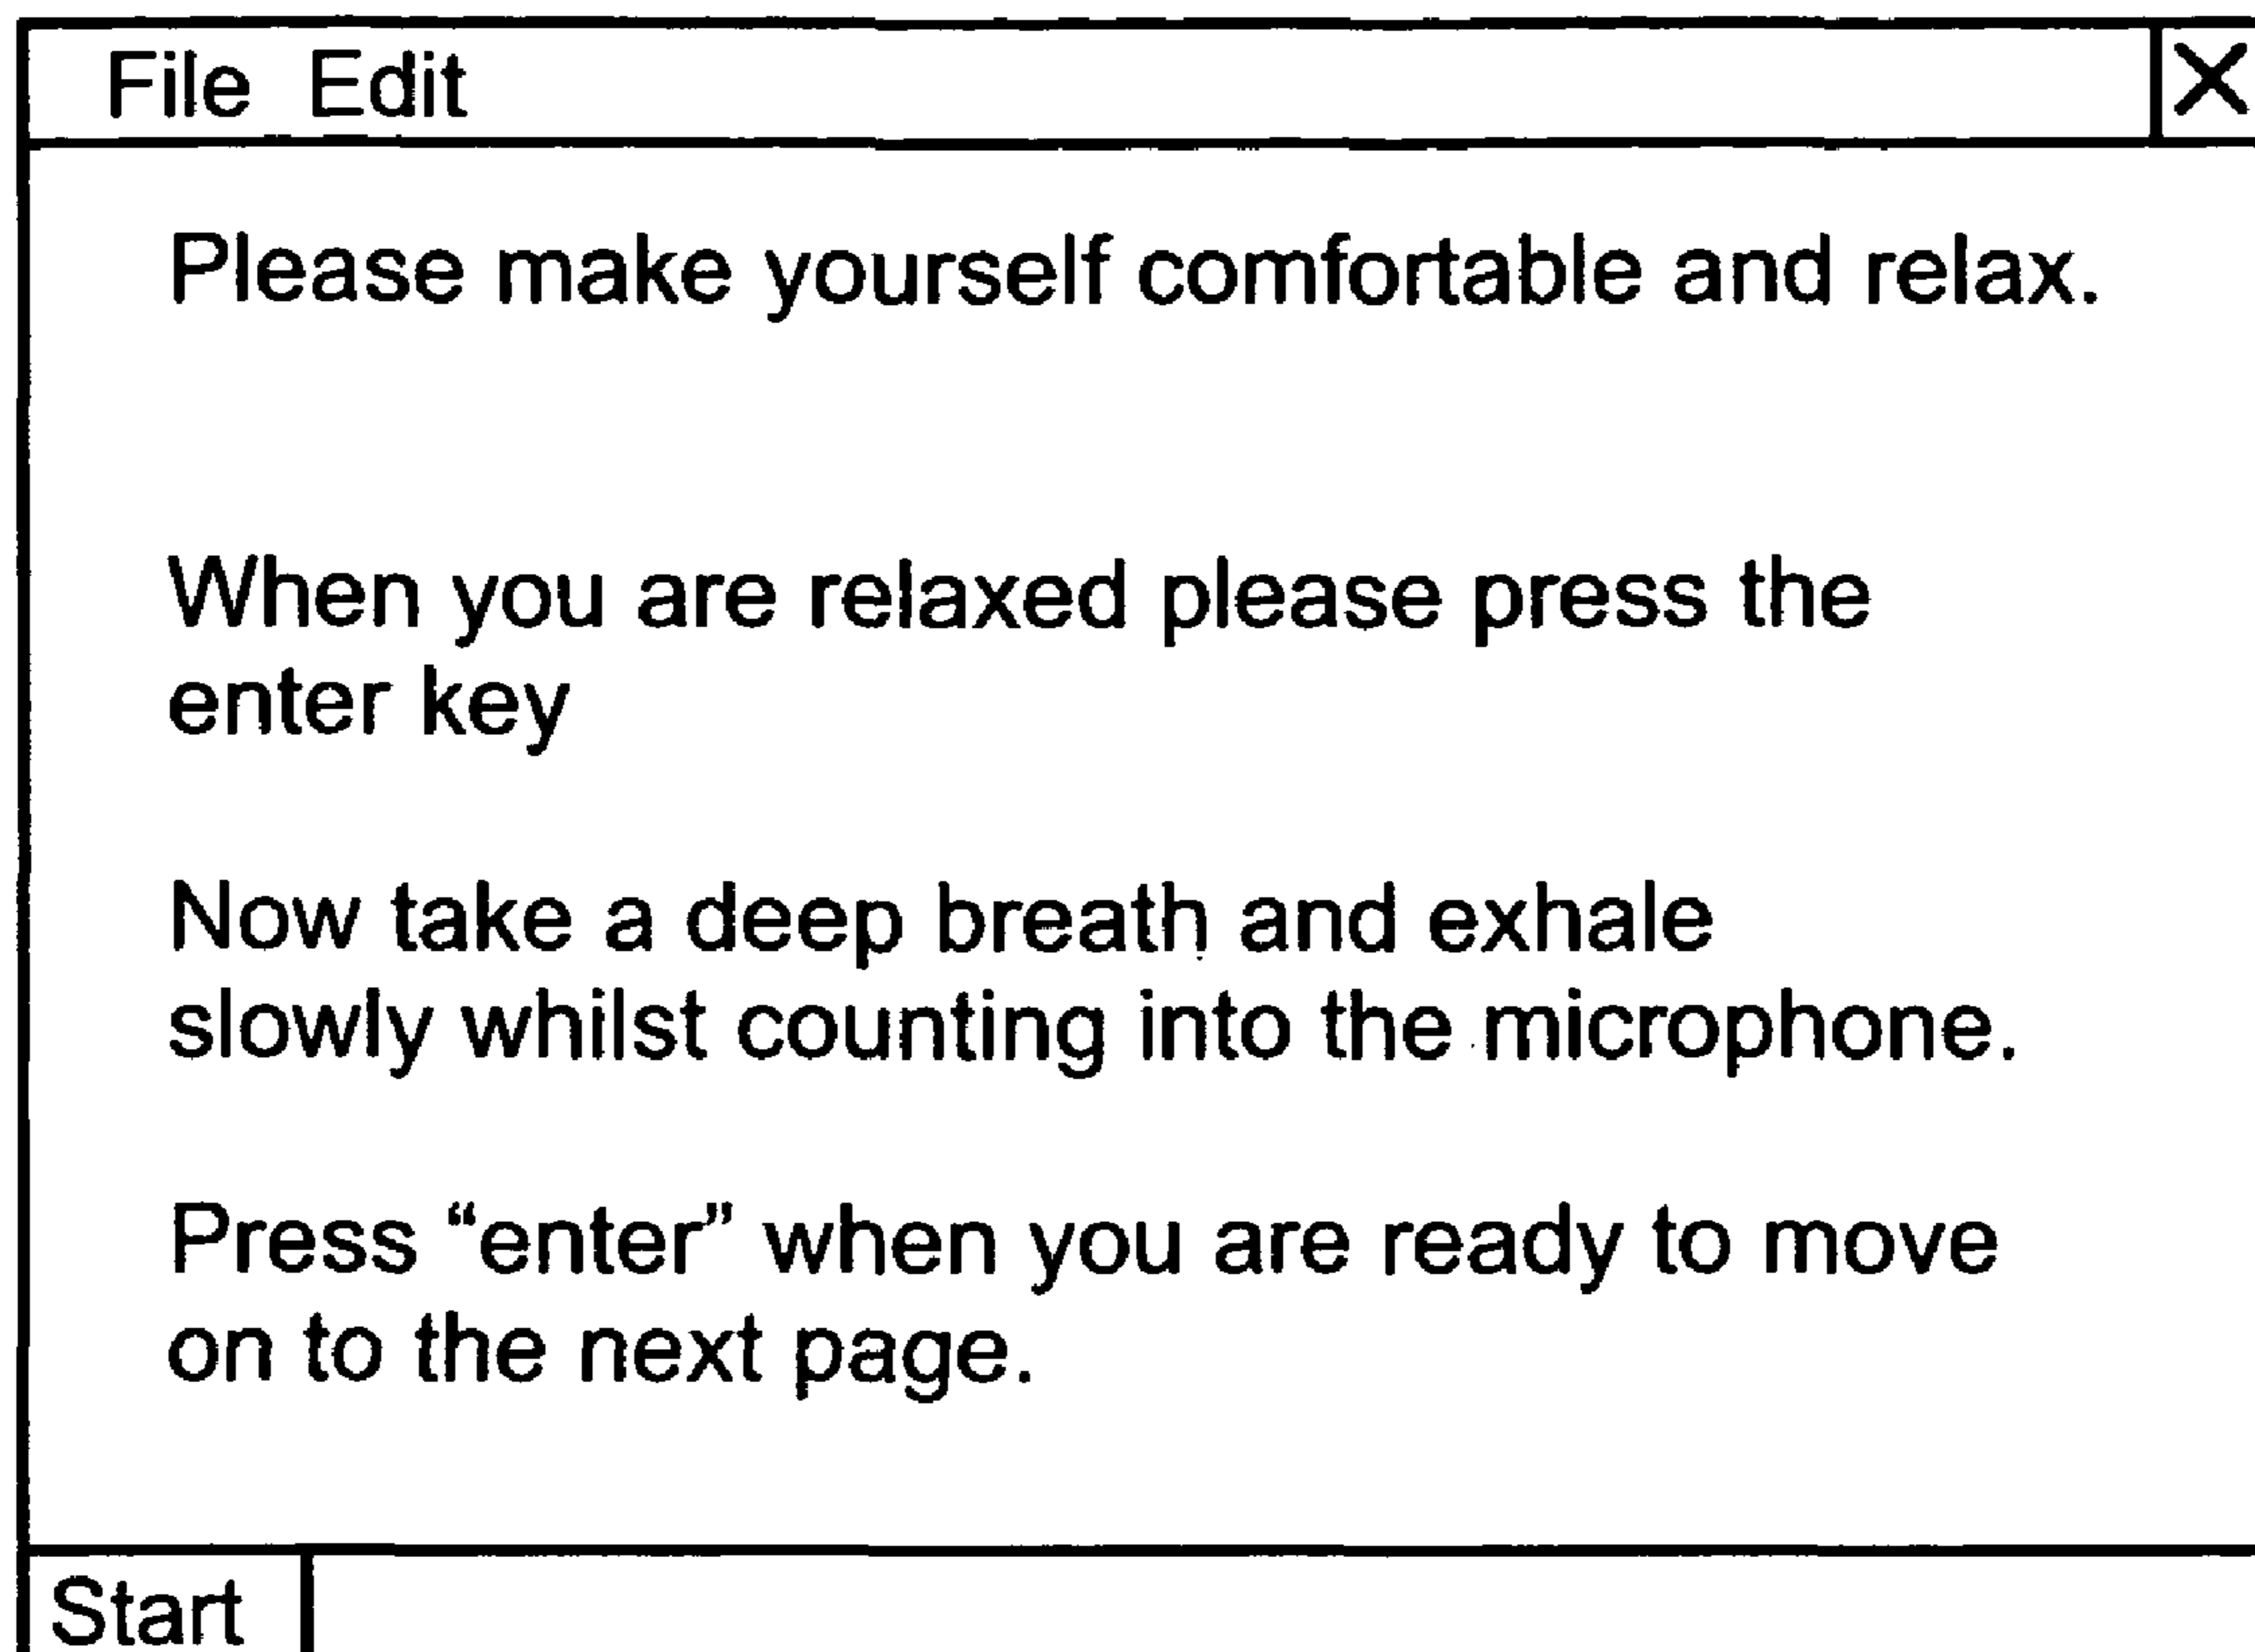 File Edit X
Please make yourself comfortable and relax.
When you are relaxed please press the
enter key
Now take a deep breath and exhale
slowly whilst counting into the microphone.
Press “enter” when you are ready to move
on to the next page.
Start